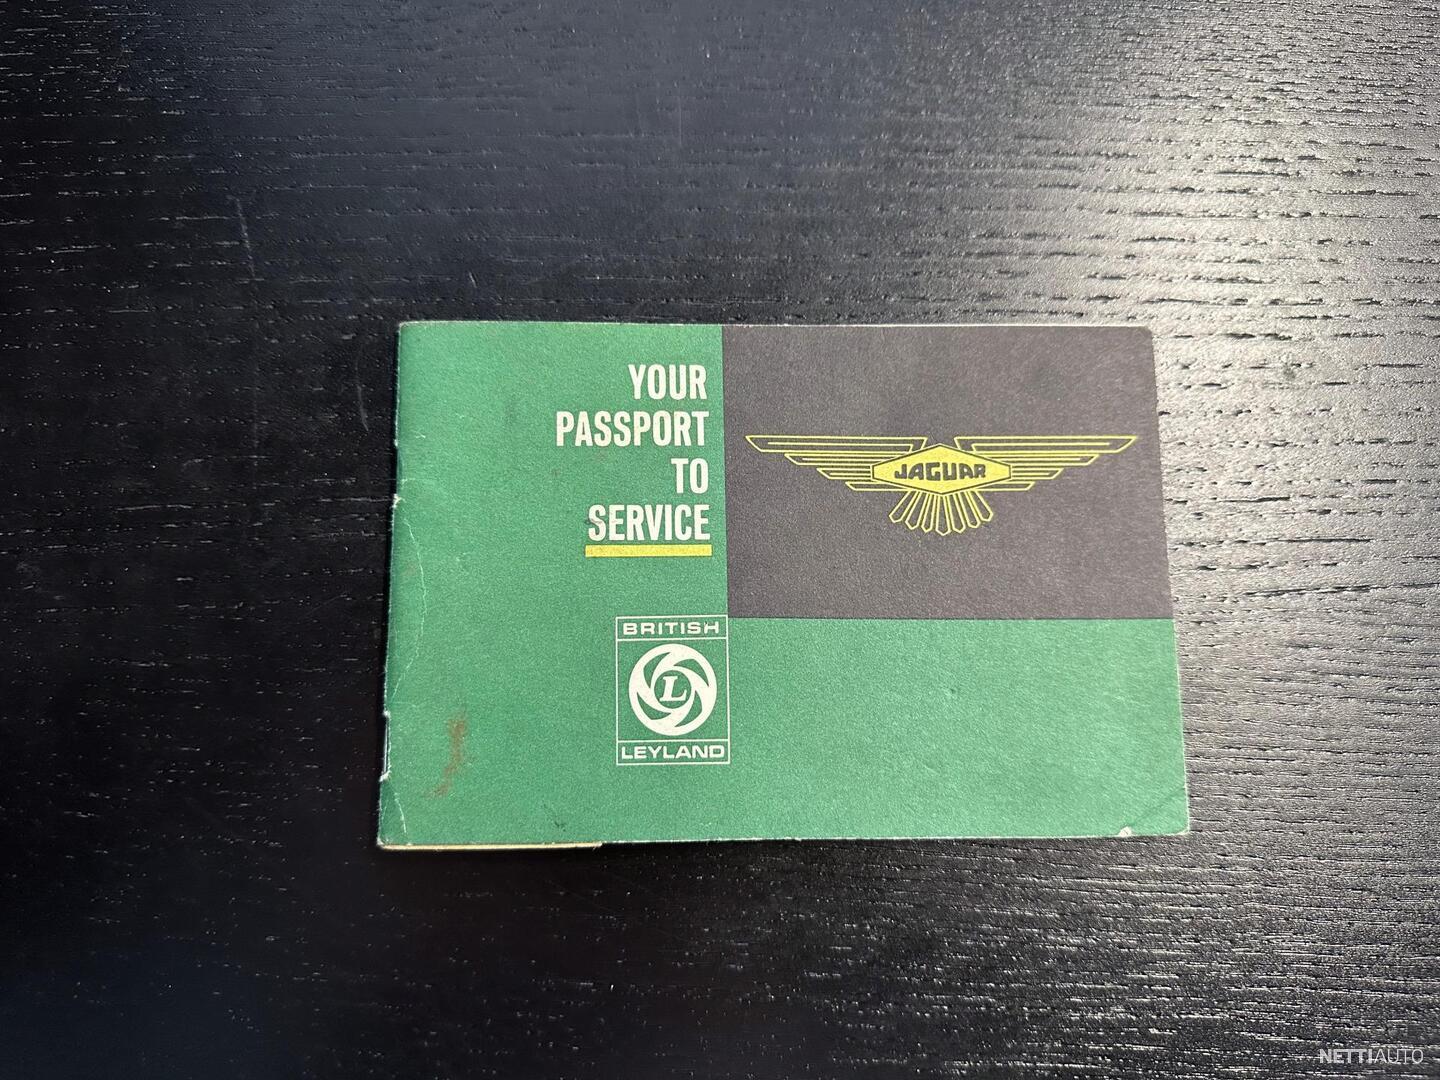 YOUR
PASSPORT
TO
SERVICE
JAGUAR
BRITISH
L
LEYLAND
NETTIAUTO